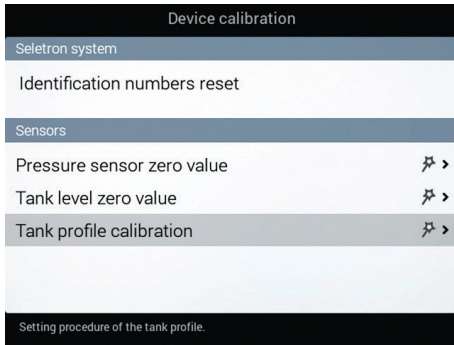 Device calibration
Seletron system
Identification numbers reset
Sensors
Pressure sensor zero value
Tank level zero value
Tank profile calibration
Setting procedure of the tank profile.